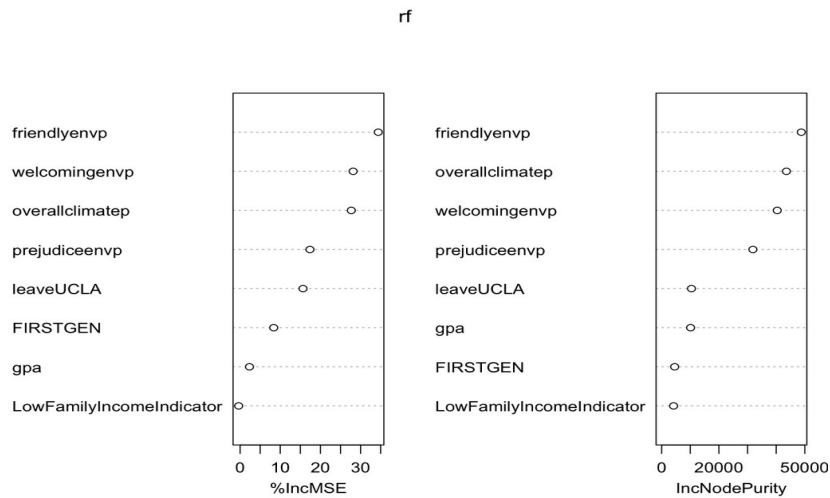 rf
friendlyenvp
welcomingenvp
overallclimatep
prejudiceenvp
leaveUCLA
FIRSTGEN
gpa
LowFamilyIncomeIndicator
0 10 20 30
%IncMSE
friendlyenvp
overallclimatep
welcomingenvp
prejudiceenvp
leaveUCLA
gpa
FIRSTGEN
LowFamilyIncomeIndicator
0 20000 50000
IncNodePurity